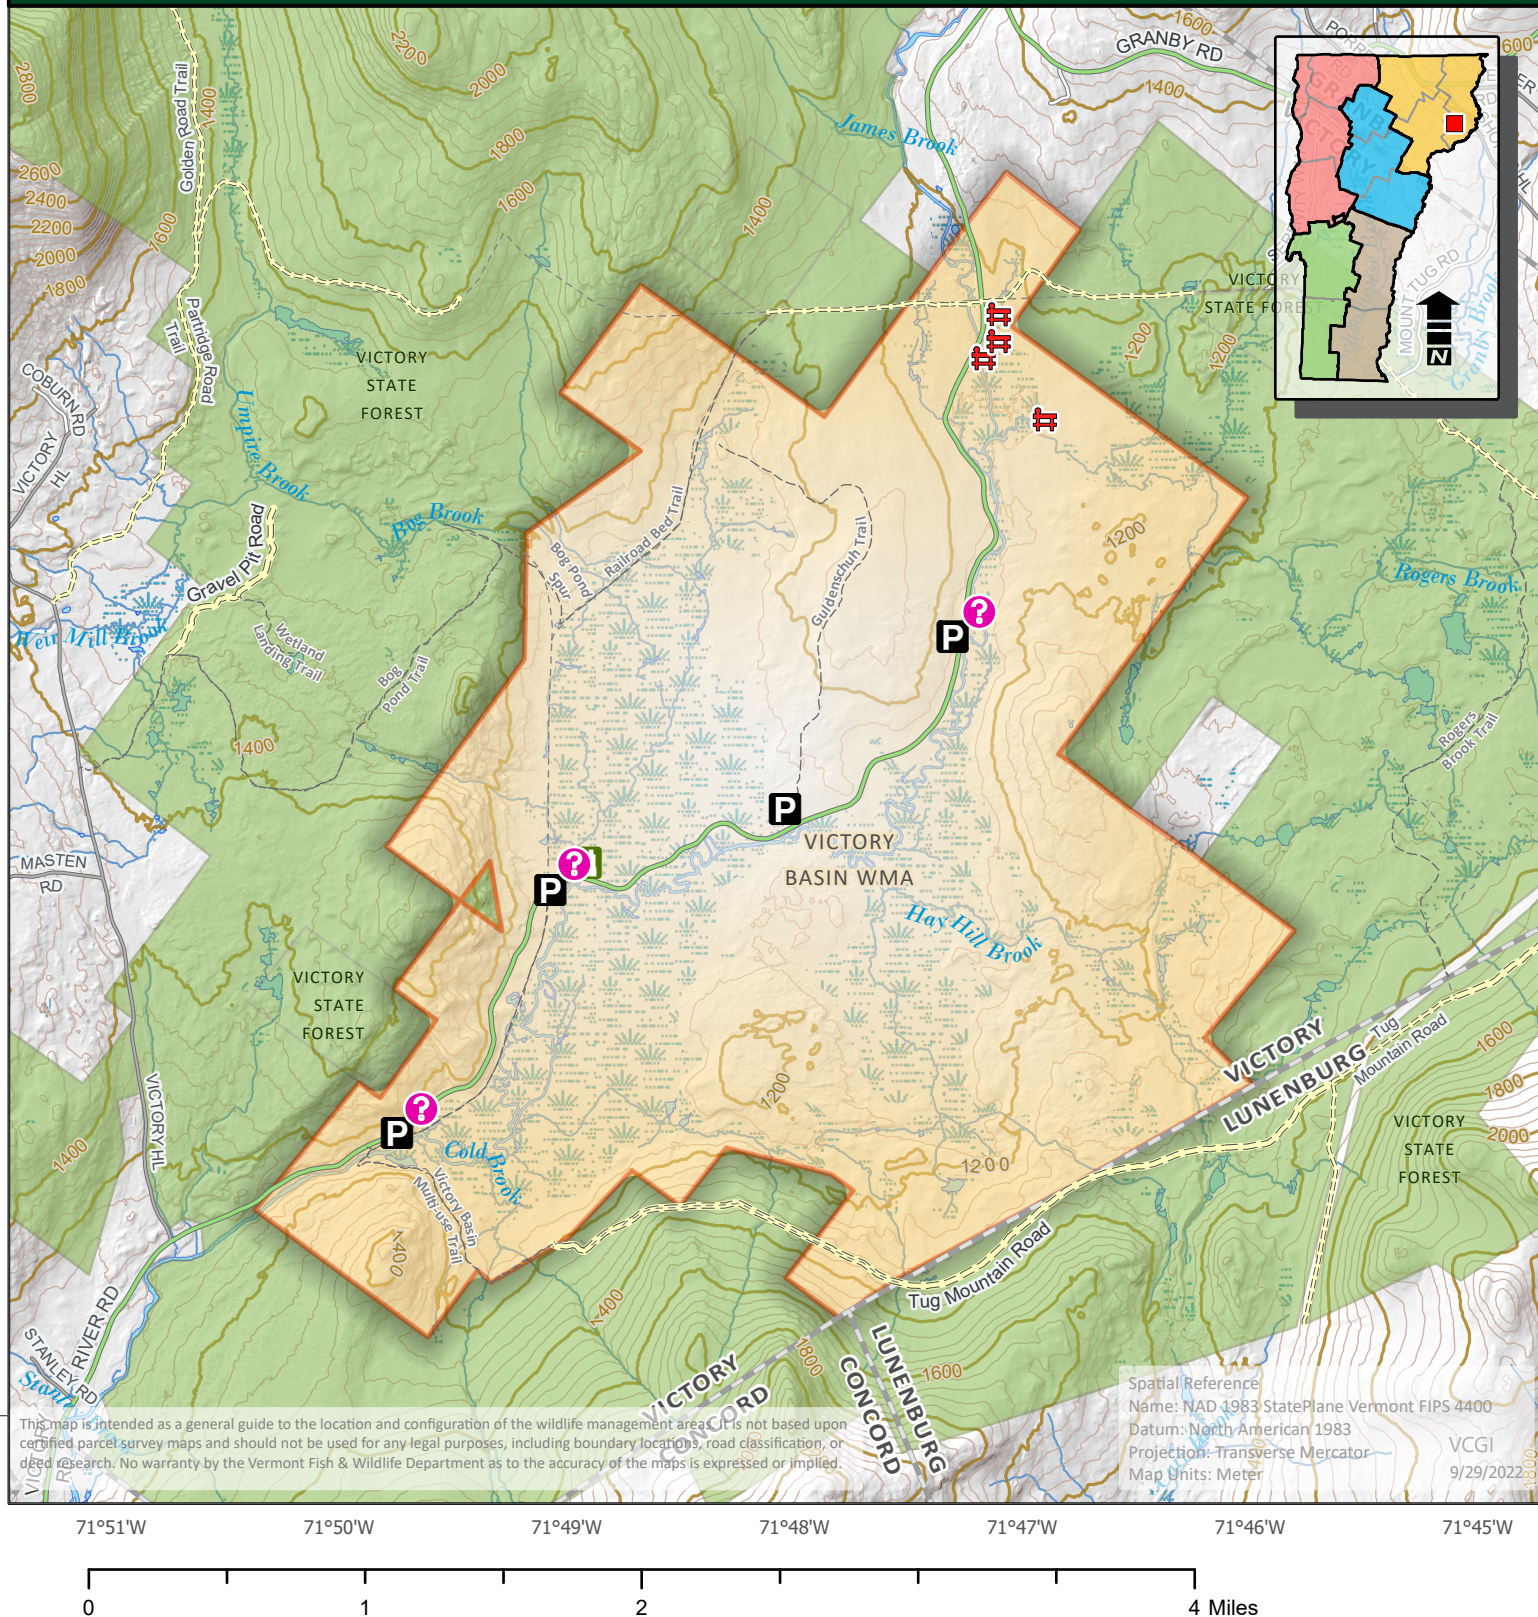 GRANBY RD
1600
2200
2000
1800
1600
1400
1400
2800
1400
Golden Road Trail
James Brook
2600
2400
2200
2000
1800
1600
Partridge Road
Trail
COBURN RD
VICTORY
HL
VICTORY
STATE
FOREST
Umpire Brook
Bog Brook
Gravel Pit Road
Weir Mill Brook
Wetland
Landing Trail
Bog
Pond Trail
1400
Bog Pond
Spur
Railroad Bed Trail
Guldenschuh Trail
VICTORY
STATE FOREST
1200
1200
1200
MOUNT TUG RD
Granby Brook
N
Rogers Brook
Rogers
Brook Trail
P
?
P
?
P
VICTORY
BASIN WMA
Hay Hill Brook
MASTEN
RD
VICTORY
STATE
FOREST
VICTORY HL
1400
?
P
Cold Brook
Victory Basin
Multi-use Trail
1400
1200
1200
VICTORY
LUNENBURG
Tug
Mountain Road
1600
1800
2000
VICTORY
STATE
FOREST
Tug Mountain Road
1400
1800
1600
RIVER RD
STANLEY RD
VICTORY
CONCORD
LUNENBURG
CONCORD
This map is intended as a general guide to the location and configuration of the wildlife management areas. It is not based upon
certified parcel survey maps and should not be used for any legal purposes, including boundary locations, road classification, or
deed research. No warranty by the Vermont Fish & Wildlife Department as to the accuracy of the maps is expressed or implied.
Spatial Reference
Name: NAD 1983 StatePlane Vermont FIPS 4400
Datum: North American 1983
Projection: Transverse Mercator
Map Units: Meter
VCGI
9/29/2022
71°51'W 71°50'W 71°49'W 71°48'W 71°47'W 71°46'W 71°45'W
0 1 2 4 Miles